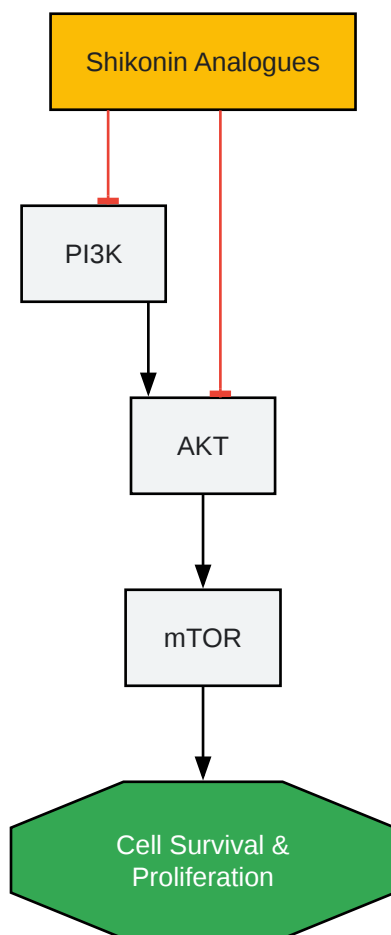 Shikonin Analogues
PI3K
AKT
mTOR
Cell Survival &
Proliferation